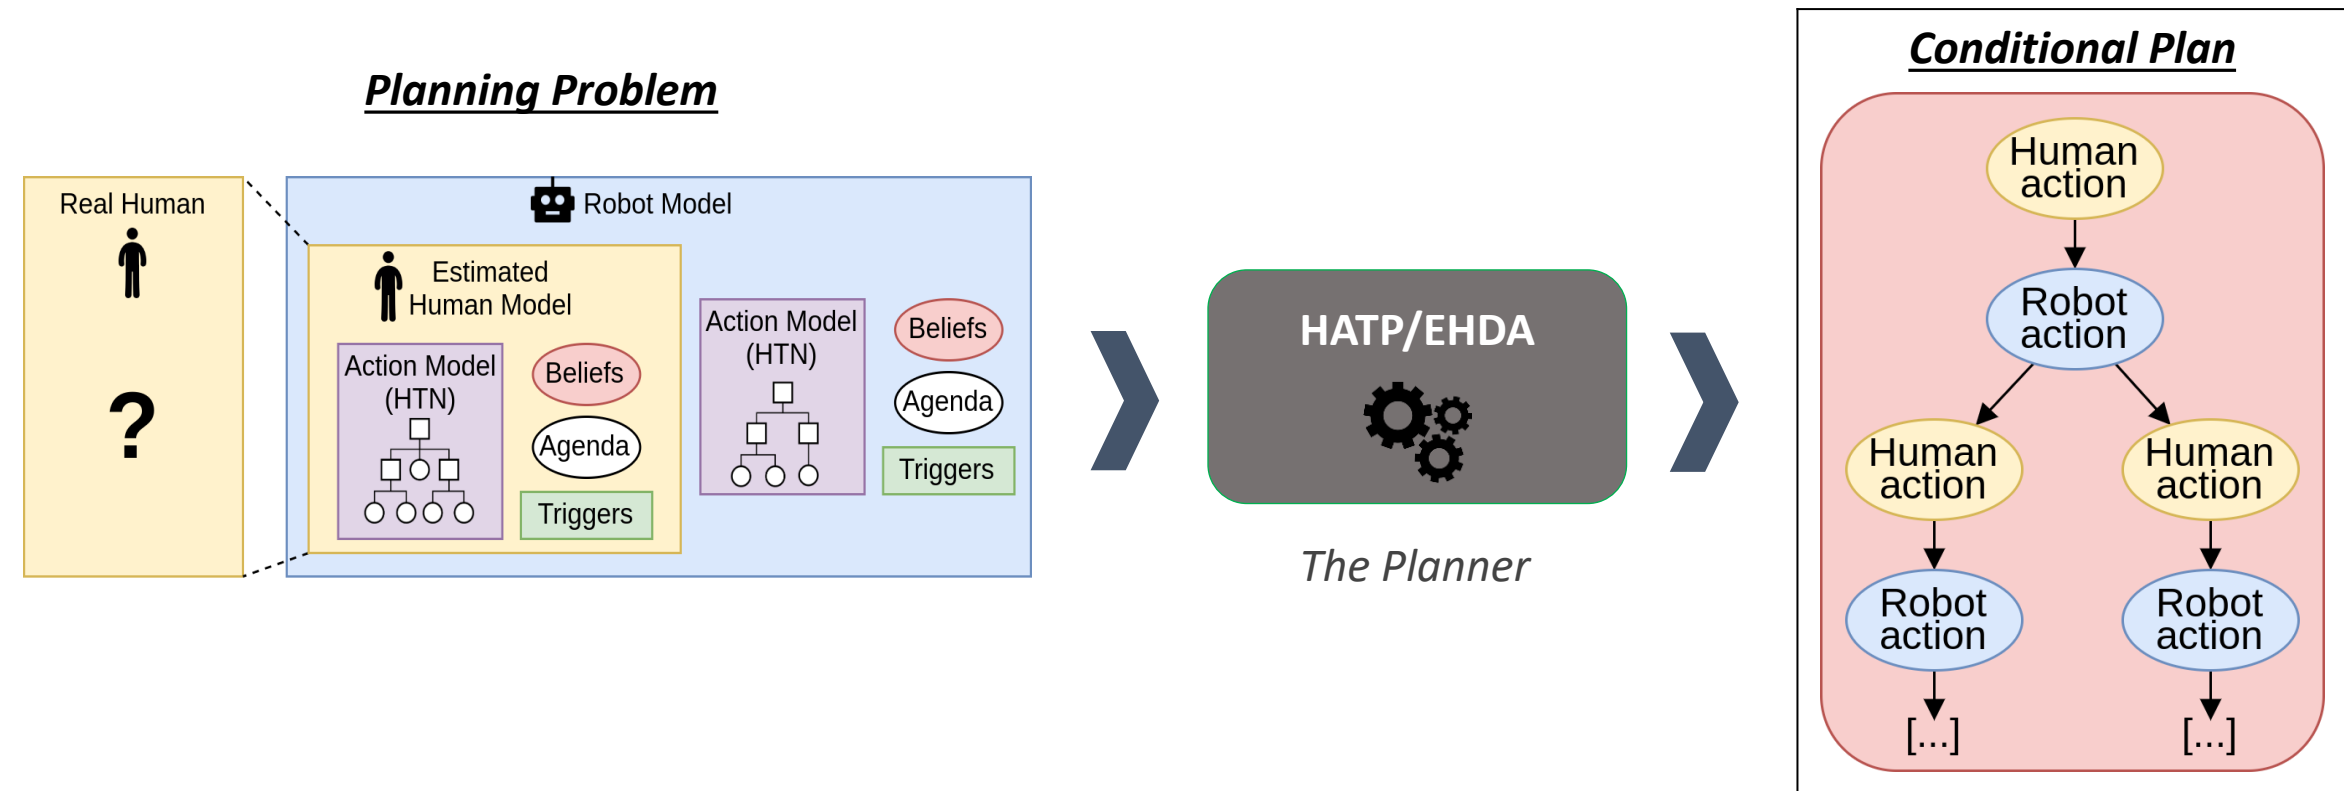 Planning Problem
Real Human
?
Robot Model
Estimated
Human Model
Action Model
(HTN)
Beliefs
Agenda
Triggers
Action Model
(HTN)
Beliefs
Agenda
Triggers
HATP/EHDA
The Planner
Conditional Plan
Human
action
Robot
action
Human
action
Human
action
Robot
action
Robot
action
[...]
[...]